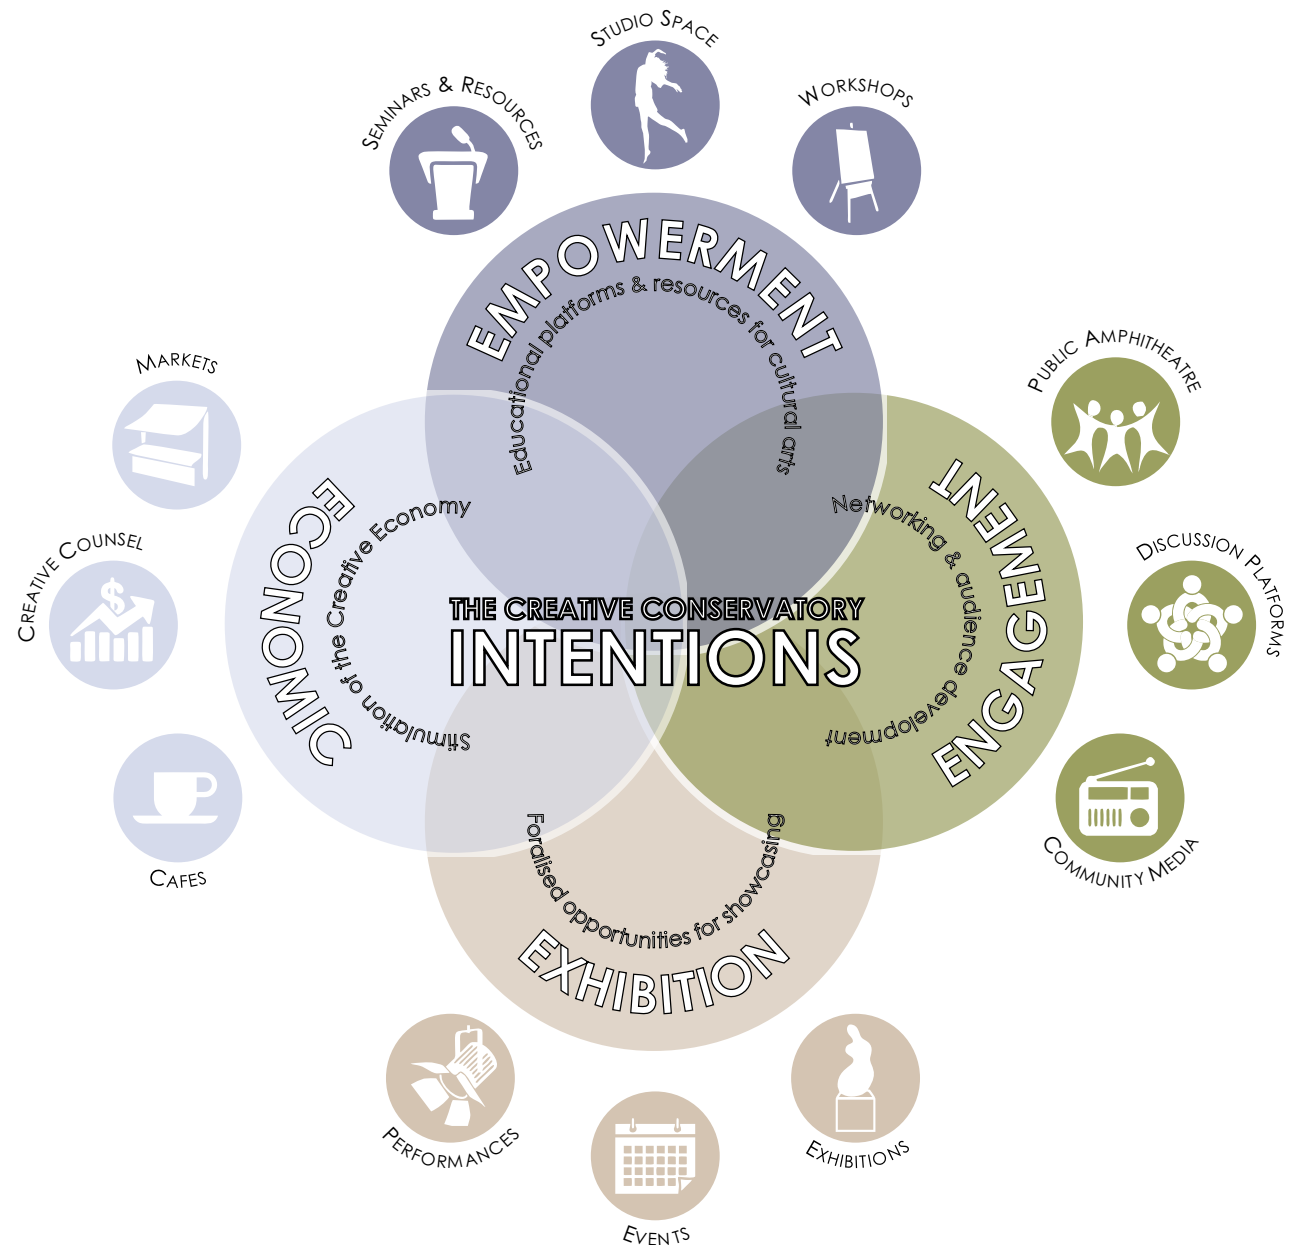 STUDIO SPACE
SEMINARS & RESOURCES
WORKSHOPS
EMPOWERMENT
Educational platforms & resources for cultural arts
MARKETS
CREATIVE COUNSEL
CAFES
ECONOMIC
Stimulation of the Creative Economy
THE CREATIVE CONSERVATORY
INTENTIONS
PUBLIC AMPHITHEATRE
DISCUSSION PLATFORMS
COMMUNITY MEDIA
ENGAGEMENT
Networking & audience development
Foralised opportunities for showcasing
EXHIBITION
PERFORMANCES
EVENTS
EXHIBITIONS
$